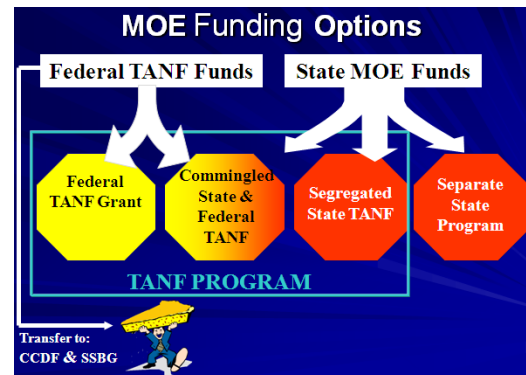 MOE Funding Options
Federal TANF Funds
State MOE Funds
Federal
TANF Grant
Commingled
State &
Federal
TANF
Segregated
State TANF
Separate
State
Program
TANF PROGRAM
Transfer to:
CCDF & SSBG